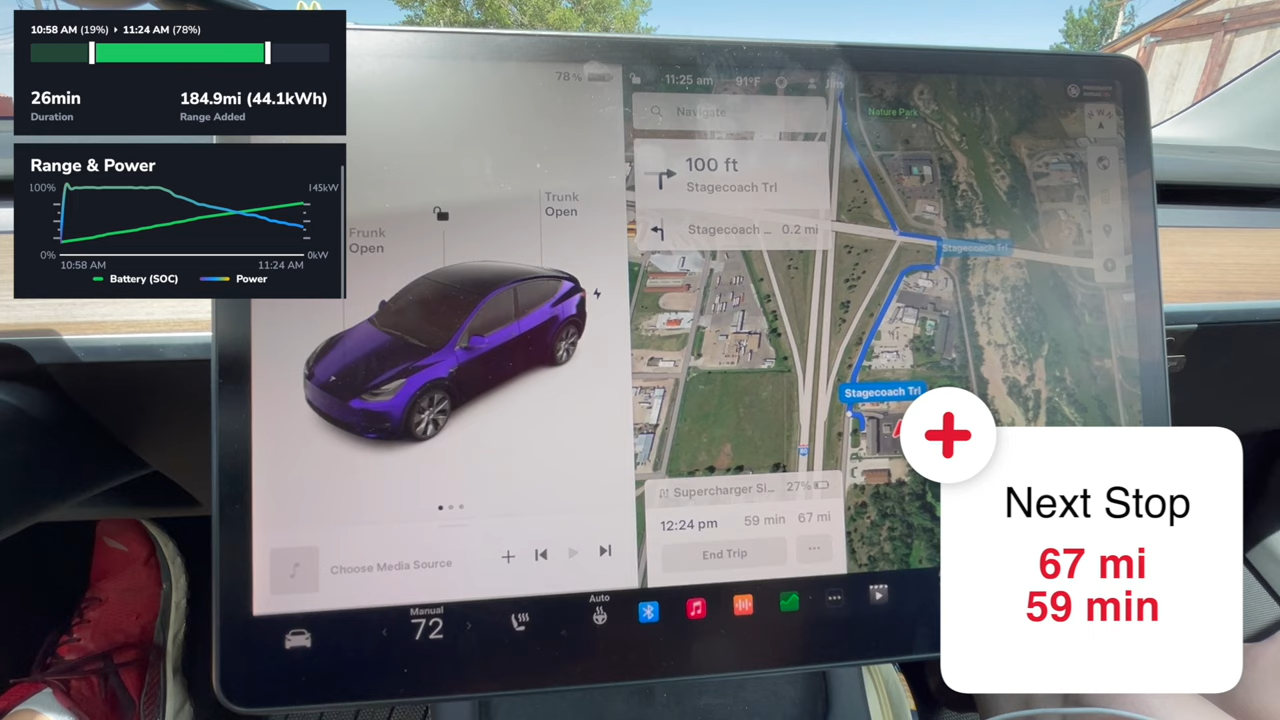 10:58 AM (19%) ▸ 11:24 AM (78%)
26min
Duration
184.9mi (44.1kWh)
Range Added
Range & Power
100%
145kW
0%
0kW
10:58 AM
11:24 AM
Battery (SOC)
Power
78%
11:25 am
91°F
Navigate
100 ft
Stagecoach Trl
Stagecoach ...
0.2 mi
Trunk
Open
Frunk
Open
Nature Park
Stagecoach Trl
Stagecoach Trl
Supercharger Si...
27%
12:24 pm
59 min
67 mi
End Trip
Choose Media Source
Manual
72
Auto
Next Stop
67 mi
59 min